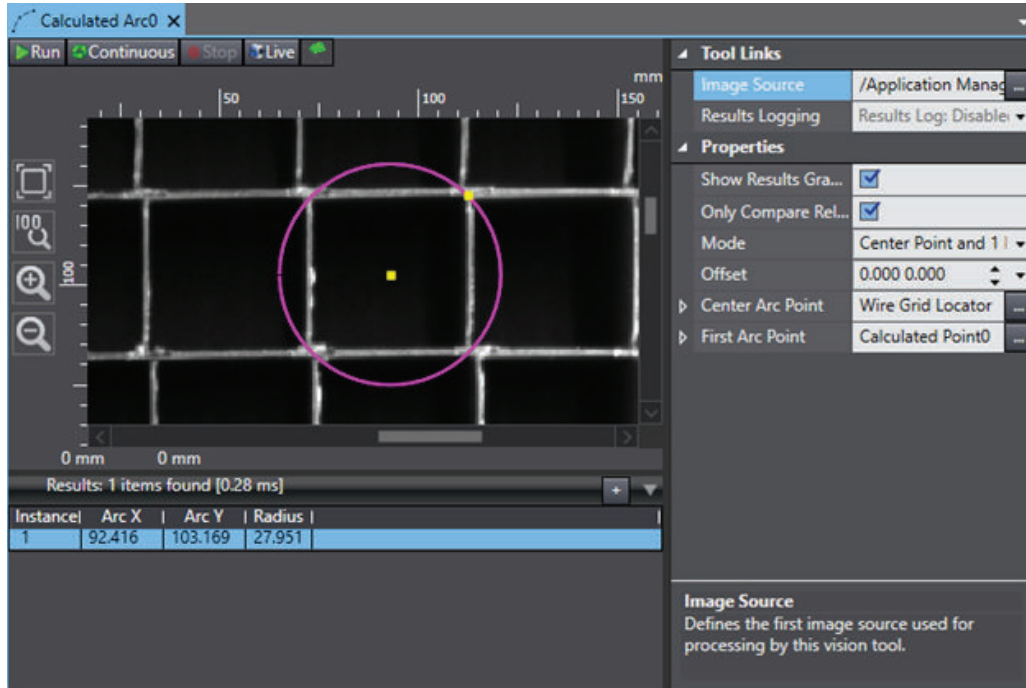 Calculated Arc0
Run Continuous Stop Live
mm
50 100 150
100
100
0 mm 0 mm
Results: 1 items found [0.28 ms]
+
Instance Arc X Arc Y Radius
1 92.416 103.169 27.951
Tool Links
Image Source /Application Manag ...
Results Logging Results Log: Disable
Properties
Show Results Gra...
Only Compare Rel...
Mode Center Point and 1
Offset 0.000 0.000
Center Arc Point Wire Grid Locator ...
First Arc Point Calculated Point0 ...
Image Source
Defines the first image source used for
processing by this vision tool.